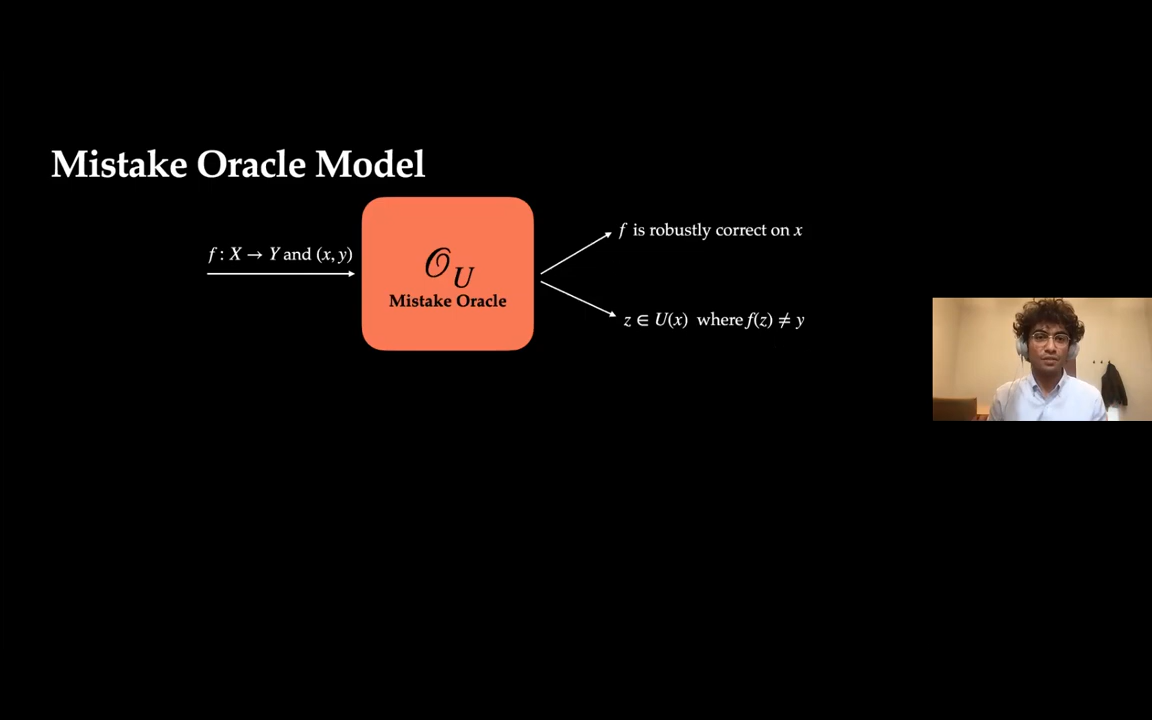 Mistake Oracle Model
f : X → Y and (x, y)
𝒪_U
Mistake Oracle
f is robustly correct on x
z ∈ U(x) where f(z) ≠ y